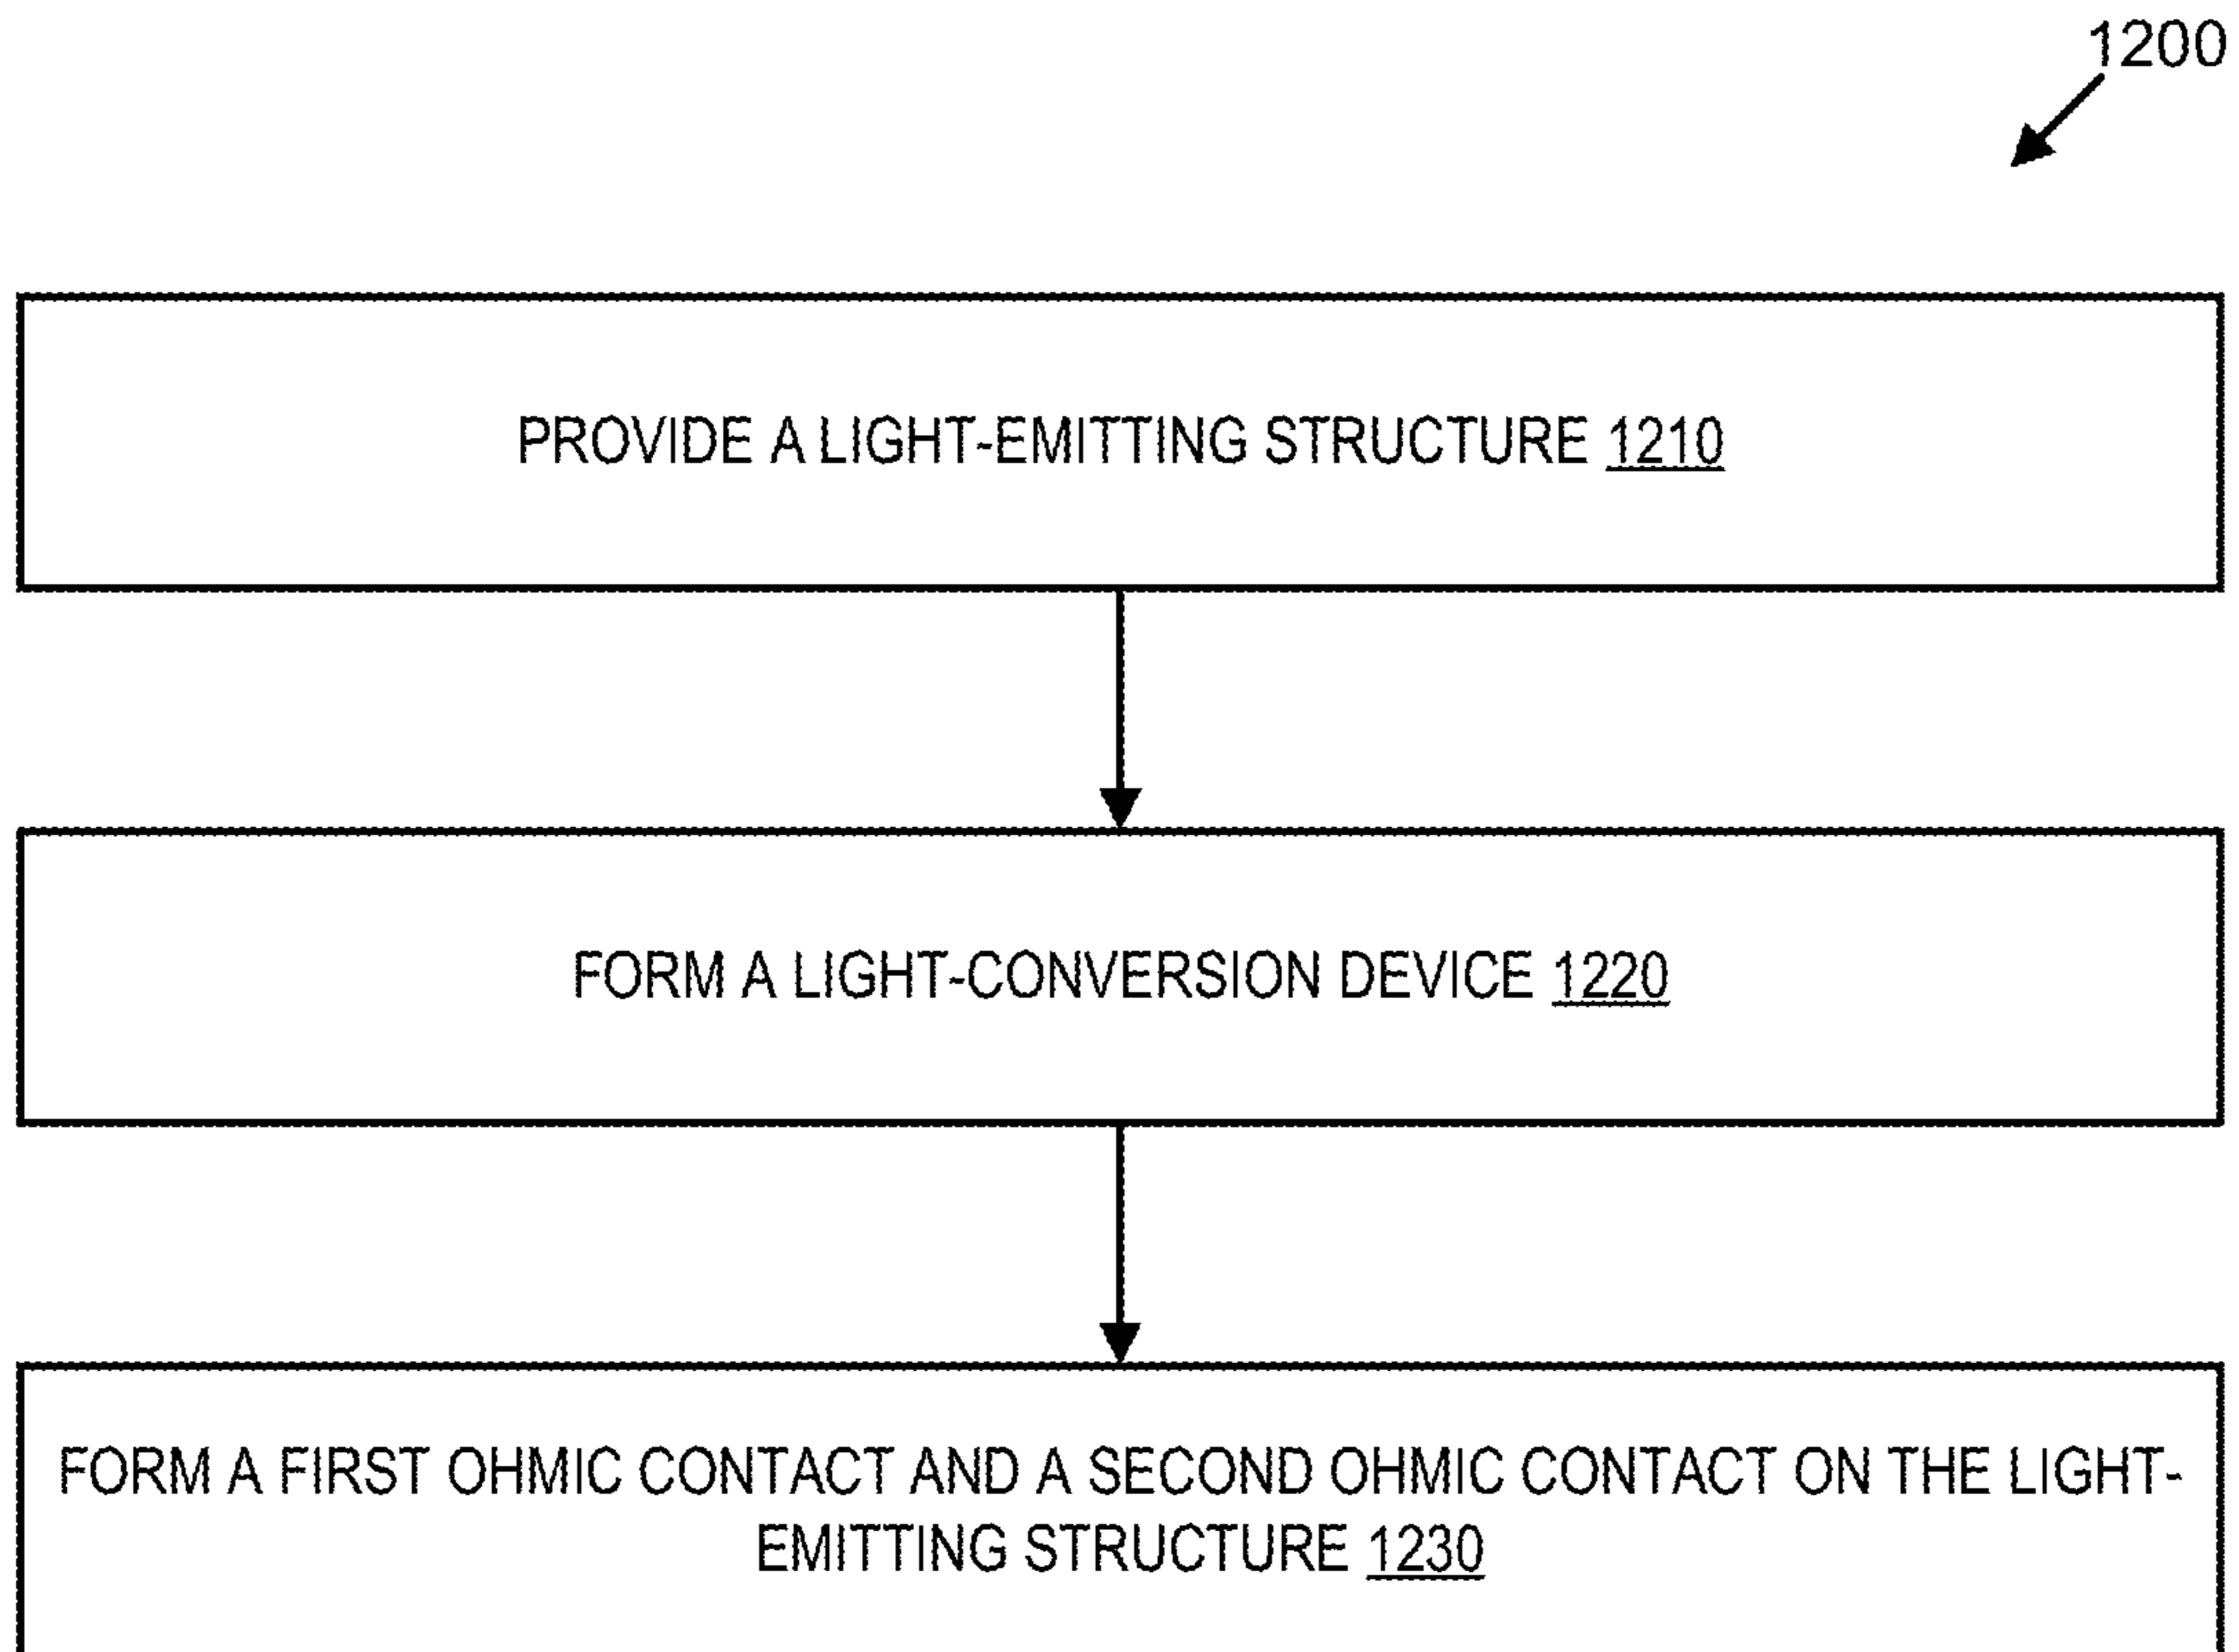 1200
PROVIDE A LIGHT-EMITTING STRUCTURE 1210
FORM A LIGHT-CONVERSION DEVICE 1220
FORM A FIRST OHMIC CONTACT AND A SECOND OHMIC CONTACT ON THE LIGHT-
EMITTING STRUCTURE 1230